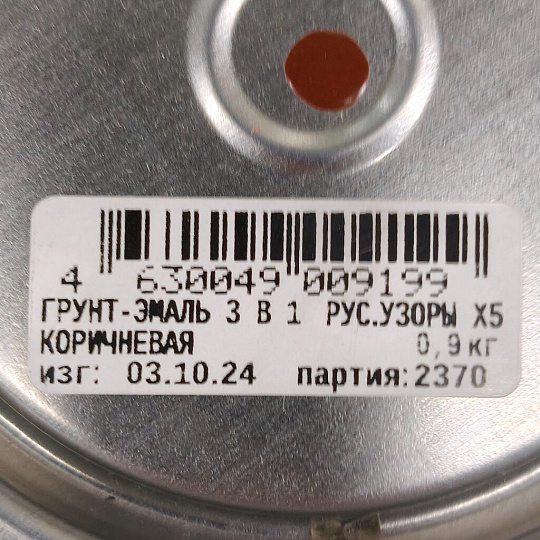 4 630049 009199
ГРУНТ-ЭМАЛЬ 3 В 1 РУС.УЗОРЫ Х5
КОРИЧНЕВАЯ 0,9кг
изг: 03.10.24 партия:2370